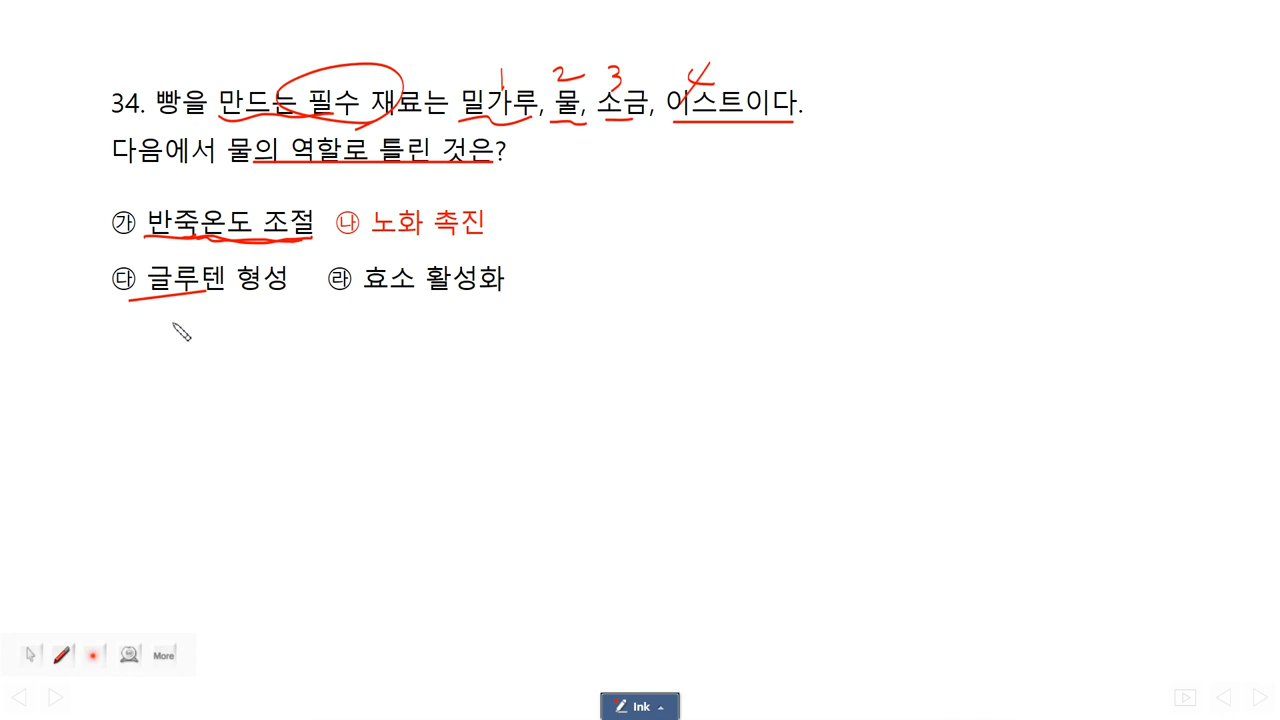 1 2 3 4
34. 빵을 만드는 필수 재료는 밀가루, 물, 소금, 이스트이다.
다음에서 물의 역할로 틀린 것은?
㉮ 반죽온도 조절 ㉯ 노화 촉진
㉰ 글루텐 형성 ㉱ 효소 활성화
More
Ink